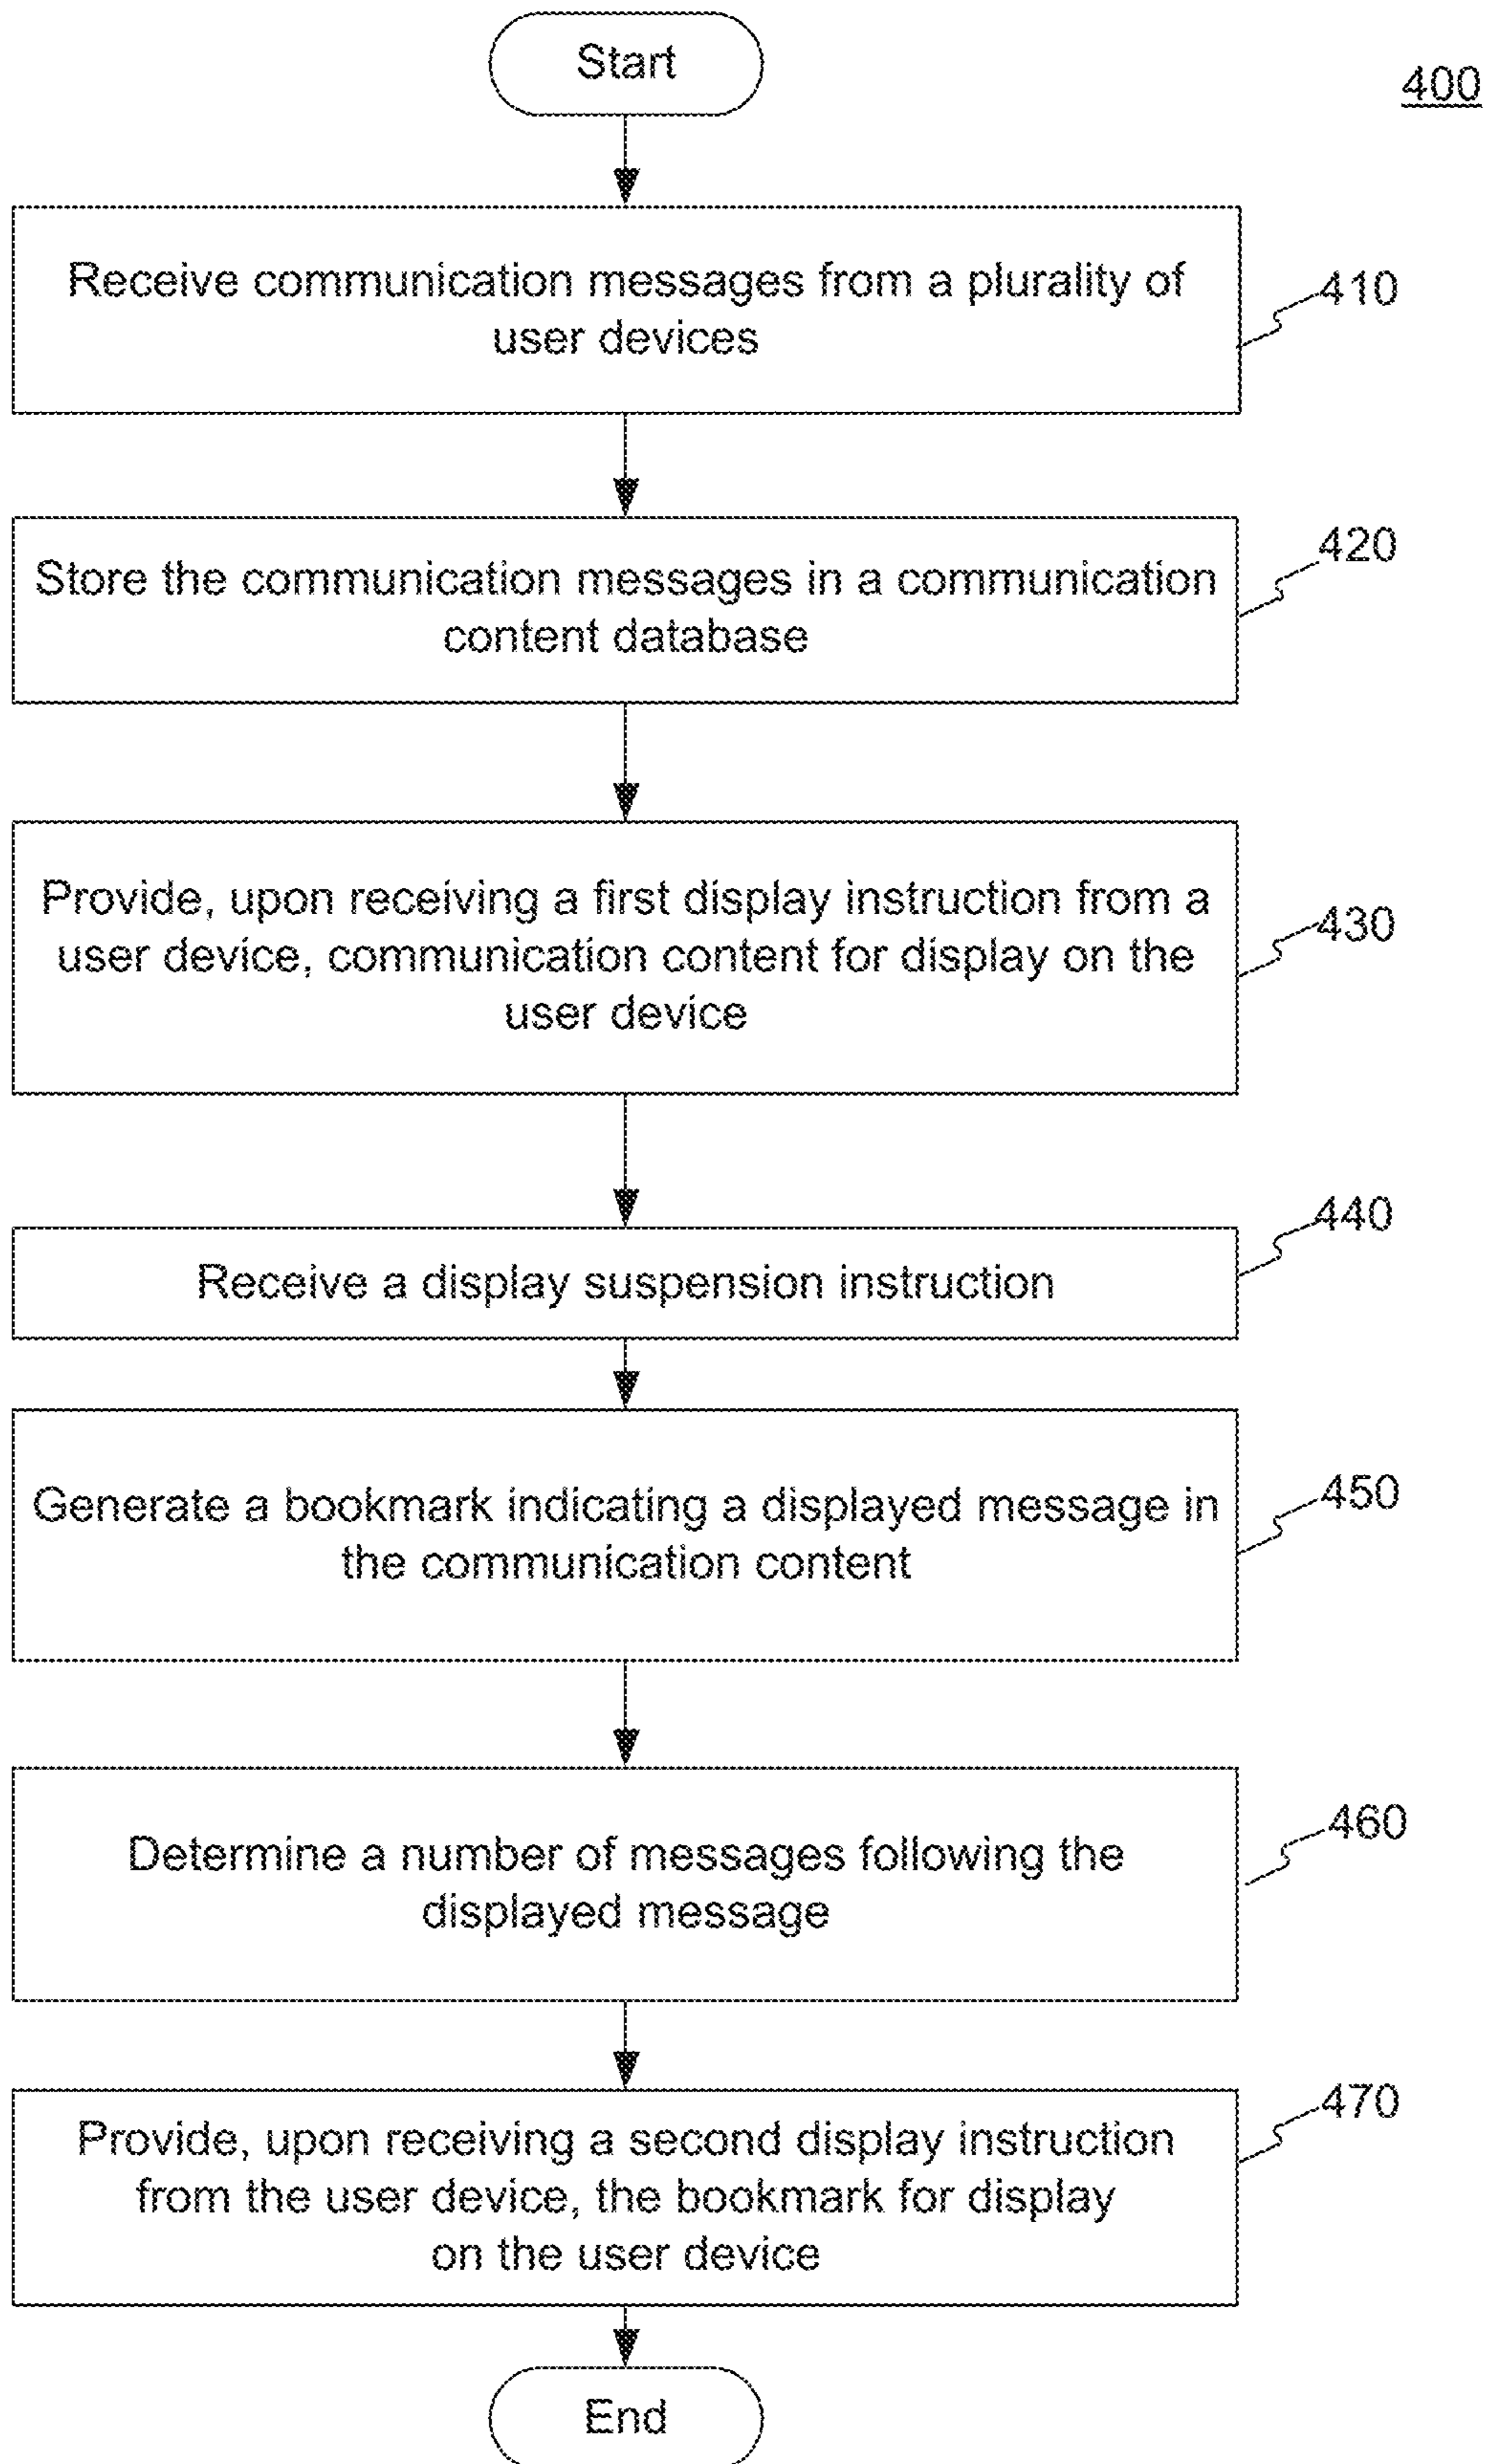 Start
400
Receive communication messages from a plurality of
user devices
410
Store the communication messages in a communication
content database
420
Provide, upon receiving a first display instruction from a
user device, communication content for display on the
user device
430
Receive a display suspension instruction
440
Generate a bookmark indicating a displayed message in
the communication content
450
Determine a number of messages following the
displayed message
460
Provide, upon receiving a second display instruction
from the user device, the bookmark for display
on the user device
470
End